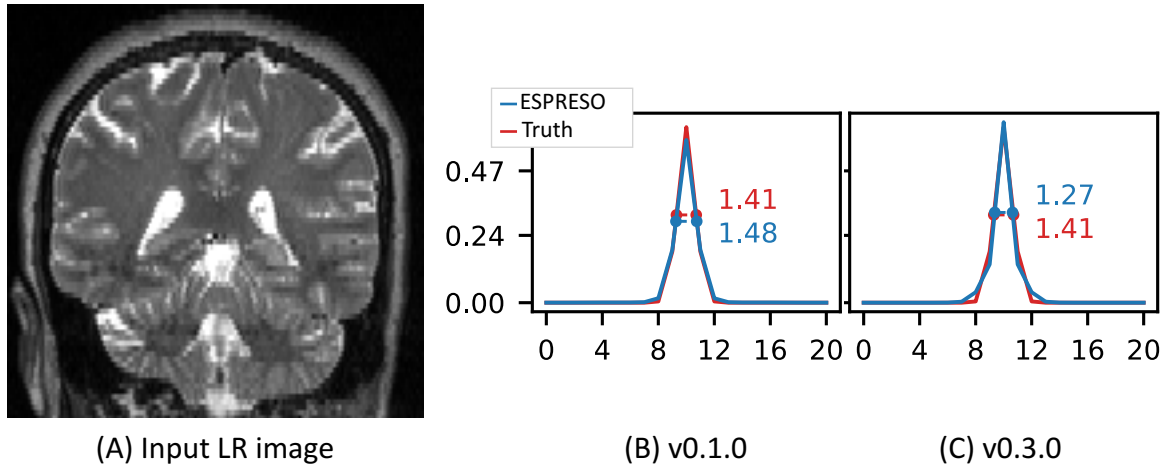 ESPRESO
Truth
0.47
0.24
0.00
1.41
1.48
0 4 8 12 16 20
1.27
1.41
0 4 8 12 16 20
(A) Input LR image
(B) v0.1.0
(C) v0.3.0